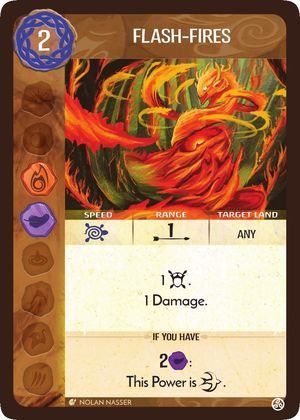 2 FLASH-FIRES
SPEED RANGE TARGET LAND
1 ANY
1 .
1 Damage.
IF YOU HAVE
2 :
This Power is .
NOLAN NASSER